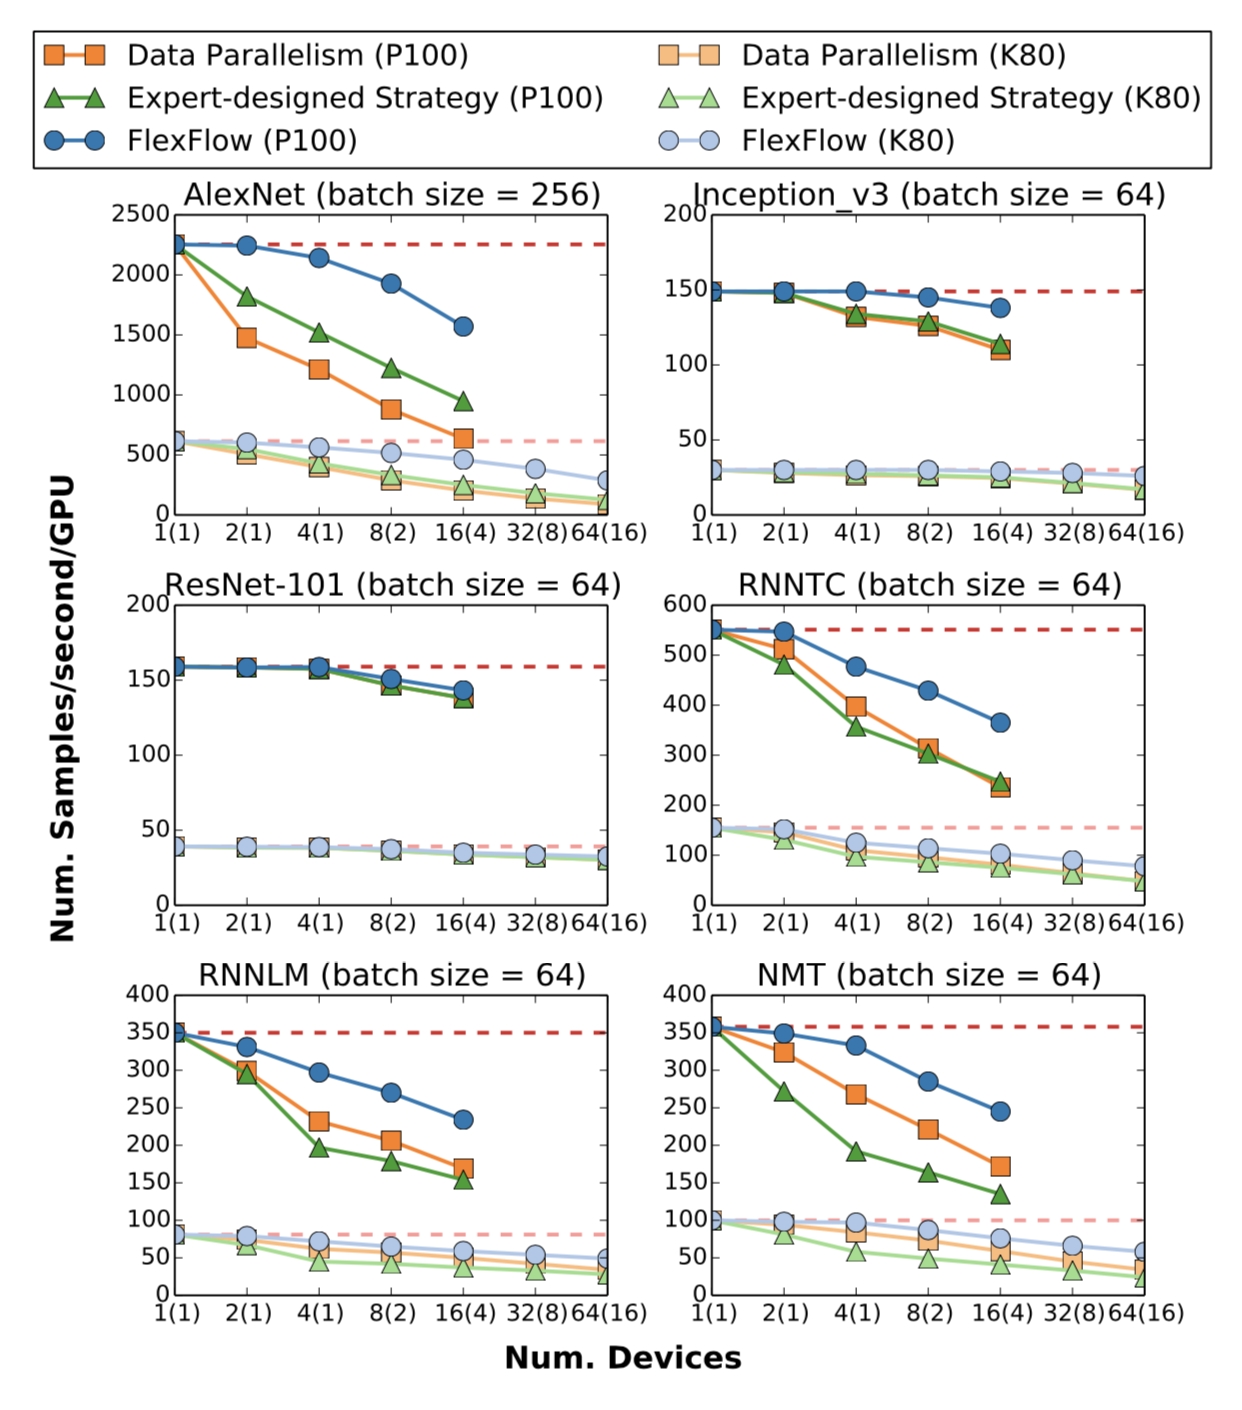 Data Parallelism (P100)
Data Parallelism (K80)
Expert-designed Strategy (P100)
Expert-designed Strategy (K80)
FlexFlow (P100)
FlexFlow (K80)
AlexNet (batch size = 256)
2500
2000
1500
1000
500
0
1(1) 2(1) 4(1) 8(2) 16(4) 32(8) 64(16)
Inception_v3 (batch size = 64)
200
150
100
50
0
1(1) 2(1) 4(1) 8(2) 16(4) 32(8) 64(16)
ResNet-101 (batch size = 64)
200
150
100
50
0
1(1) 2(1) 4(1) 8(2) 16(4) 32(8) 64(16)
RNNTC (batch size = 64)
600
500
400
300
200
100
0
1(1) 2(1) 4(1) 8(2) 16(4) 32(8) 64(16)
RNNLM (batch size = 64)
400
350
300
250
200
150
100
50
0
1(1) 2(1) 4(1) 8(2) 16(4) 32(8) 64(16)
NMT (batch size = 64)
400
350
300
250
200
150
100
50
0
1(1) 2(1) 4(1) 8(2) 16(4) 32(8) 64(16)
Num. Samples/second/GPU
Num. Devices